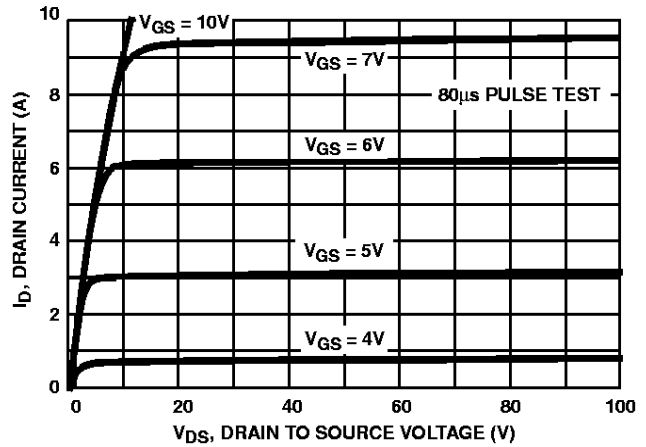 10
8
6
4
2
0
I_D, DRAIN CURRENT (A)
V_GS = 10V
V_GS = 7V
80μs PULSE TEST
V_GS = 6V
V_GS = 5V
V_GS = 4V
0 20 40 60 80 100
V_DS, DRAIN TO SOURCE VOLTAGE (V)